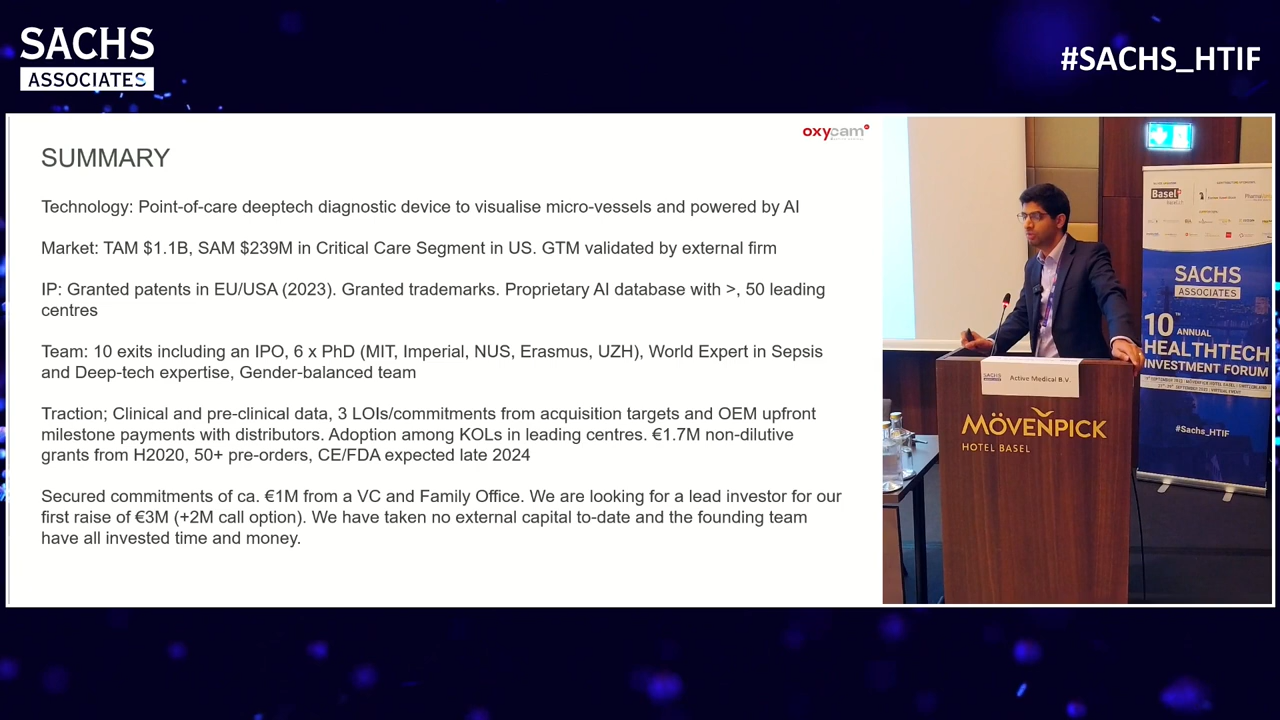 SACHS
ASSOCIATES
#SACHS_HTIF
oxycam
SUMMARY
Technology: Point-of-care deeptech diagnostic device to visualise micro-vessels and powered by AI
Market: TAM $1.1B, SAM $239M in Critical Care Segment in US. GTM validated by external firm
IP: Granted patents in EU/USA (2023). Granted trademarks. Proprietary AI database with >, 50 leading
centres
Team: 10 exits including an IPO, 6 x PhD (MIT, Imperial, NUS, Erasmus, UZH), World Expert in Sepsis
and Deep-tech expertise, Gender-balanced team
Traction; Clinical and pre-clinical data, 3 LOIs/commitments from acquisition targets and OEM upfront
milestone payments with distributors. Adoption among KOLs in leading centres. €1.7M non-dilutive
grants from H2020, 50+ pre-orders, CE/FDA expected late 2024
Secured commitments of ca. €1M from a VC and Family Office. We are looking for a lead investor for our
first raise of €3M (+2M call option). We have taken no external capital to-date and the founding team
have all invested time and money.
SACHS
ASSOCIATES
Active Medical B.V.
MÖVENPICK
HOTEL BASEL
Basel
SACHS
ASSOCIATES
10TH ANNUAL
HEALTHTECH
INVESTMENT FORUM
#Sachs_HTIF